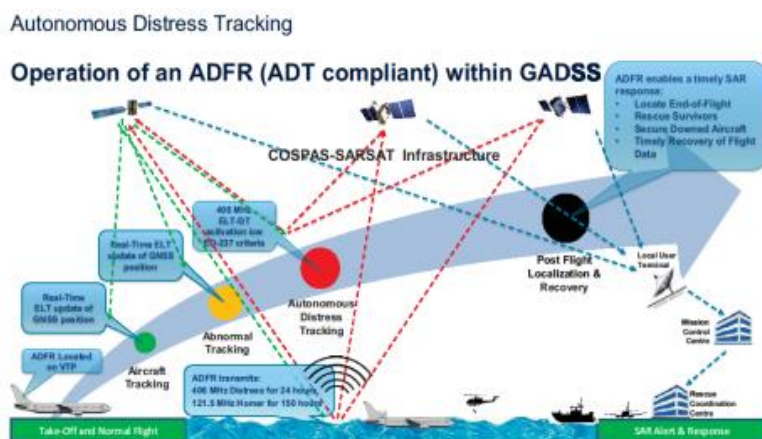 Autonomous Distress Tracking
Operation of an ADFR (ADT compliant) within GADSS
ADFR enables a timely SAR
response:
• Locate End-of-Flight
• Rescue Survivors
• Secure Downed Aircraft
• Timely Recovery of Flight
Data
COSPAS-SARSAT Infrastructure
406 MHz
ELT-DT
activation
criteria
Real-Time ELT
update of GNSS
position
Real-Time
ELT update of
GNSS position
Autonomous
Distress
Tracking
Post Flight
Localization &
Recovery
Local User
Terminal
Abnormal
Tracking
Aircraft
Tracking
Mission
Control
Centre
ADFR Located
on VTP
ADFR transmits:
406 MHz Distress for 24 hours,
121.5 MHz Homer for 150 hours
Rescue
Coordination
Centre
Take-Off and Normal Flight
SAR Alert & Response